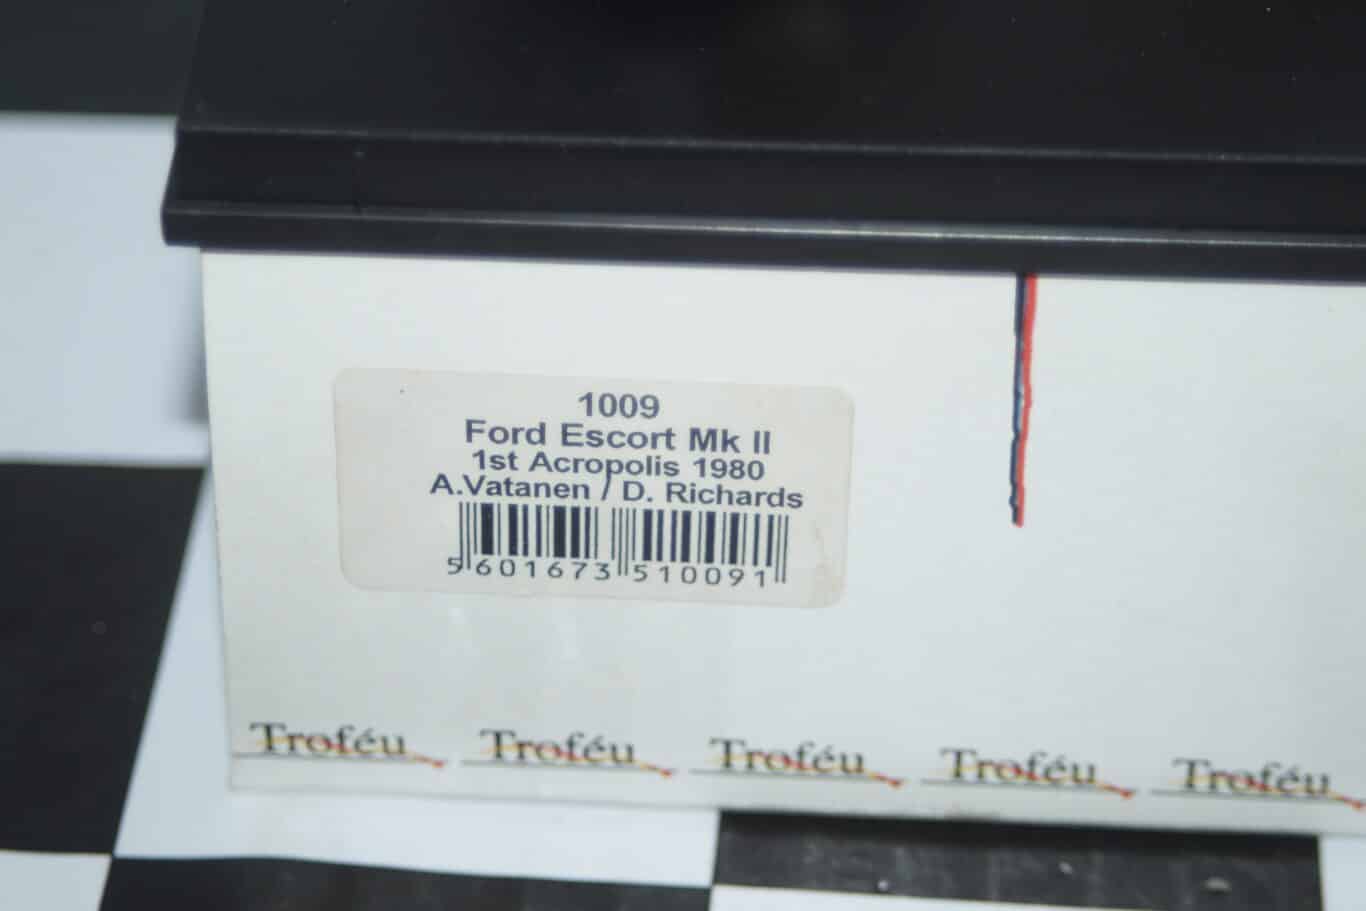 1009
Ford Escort Mk II
1st Acropolis 1980
A.Vatanen / D. Richards
5 601673 510091
Troféu Troféu Troféu Troféu Troféu